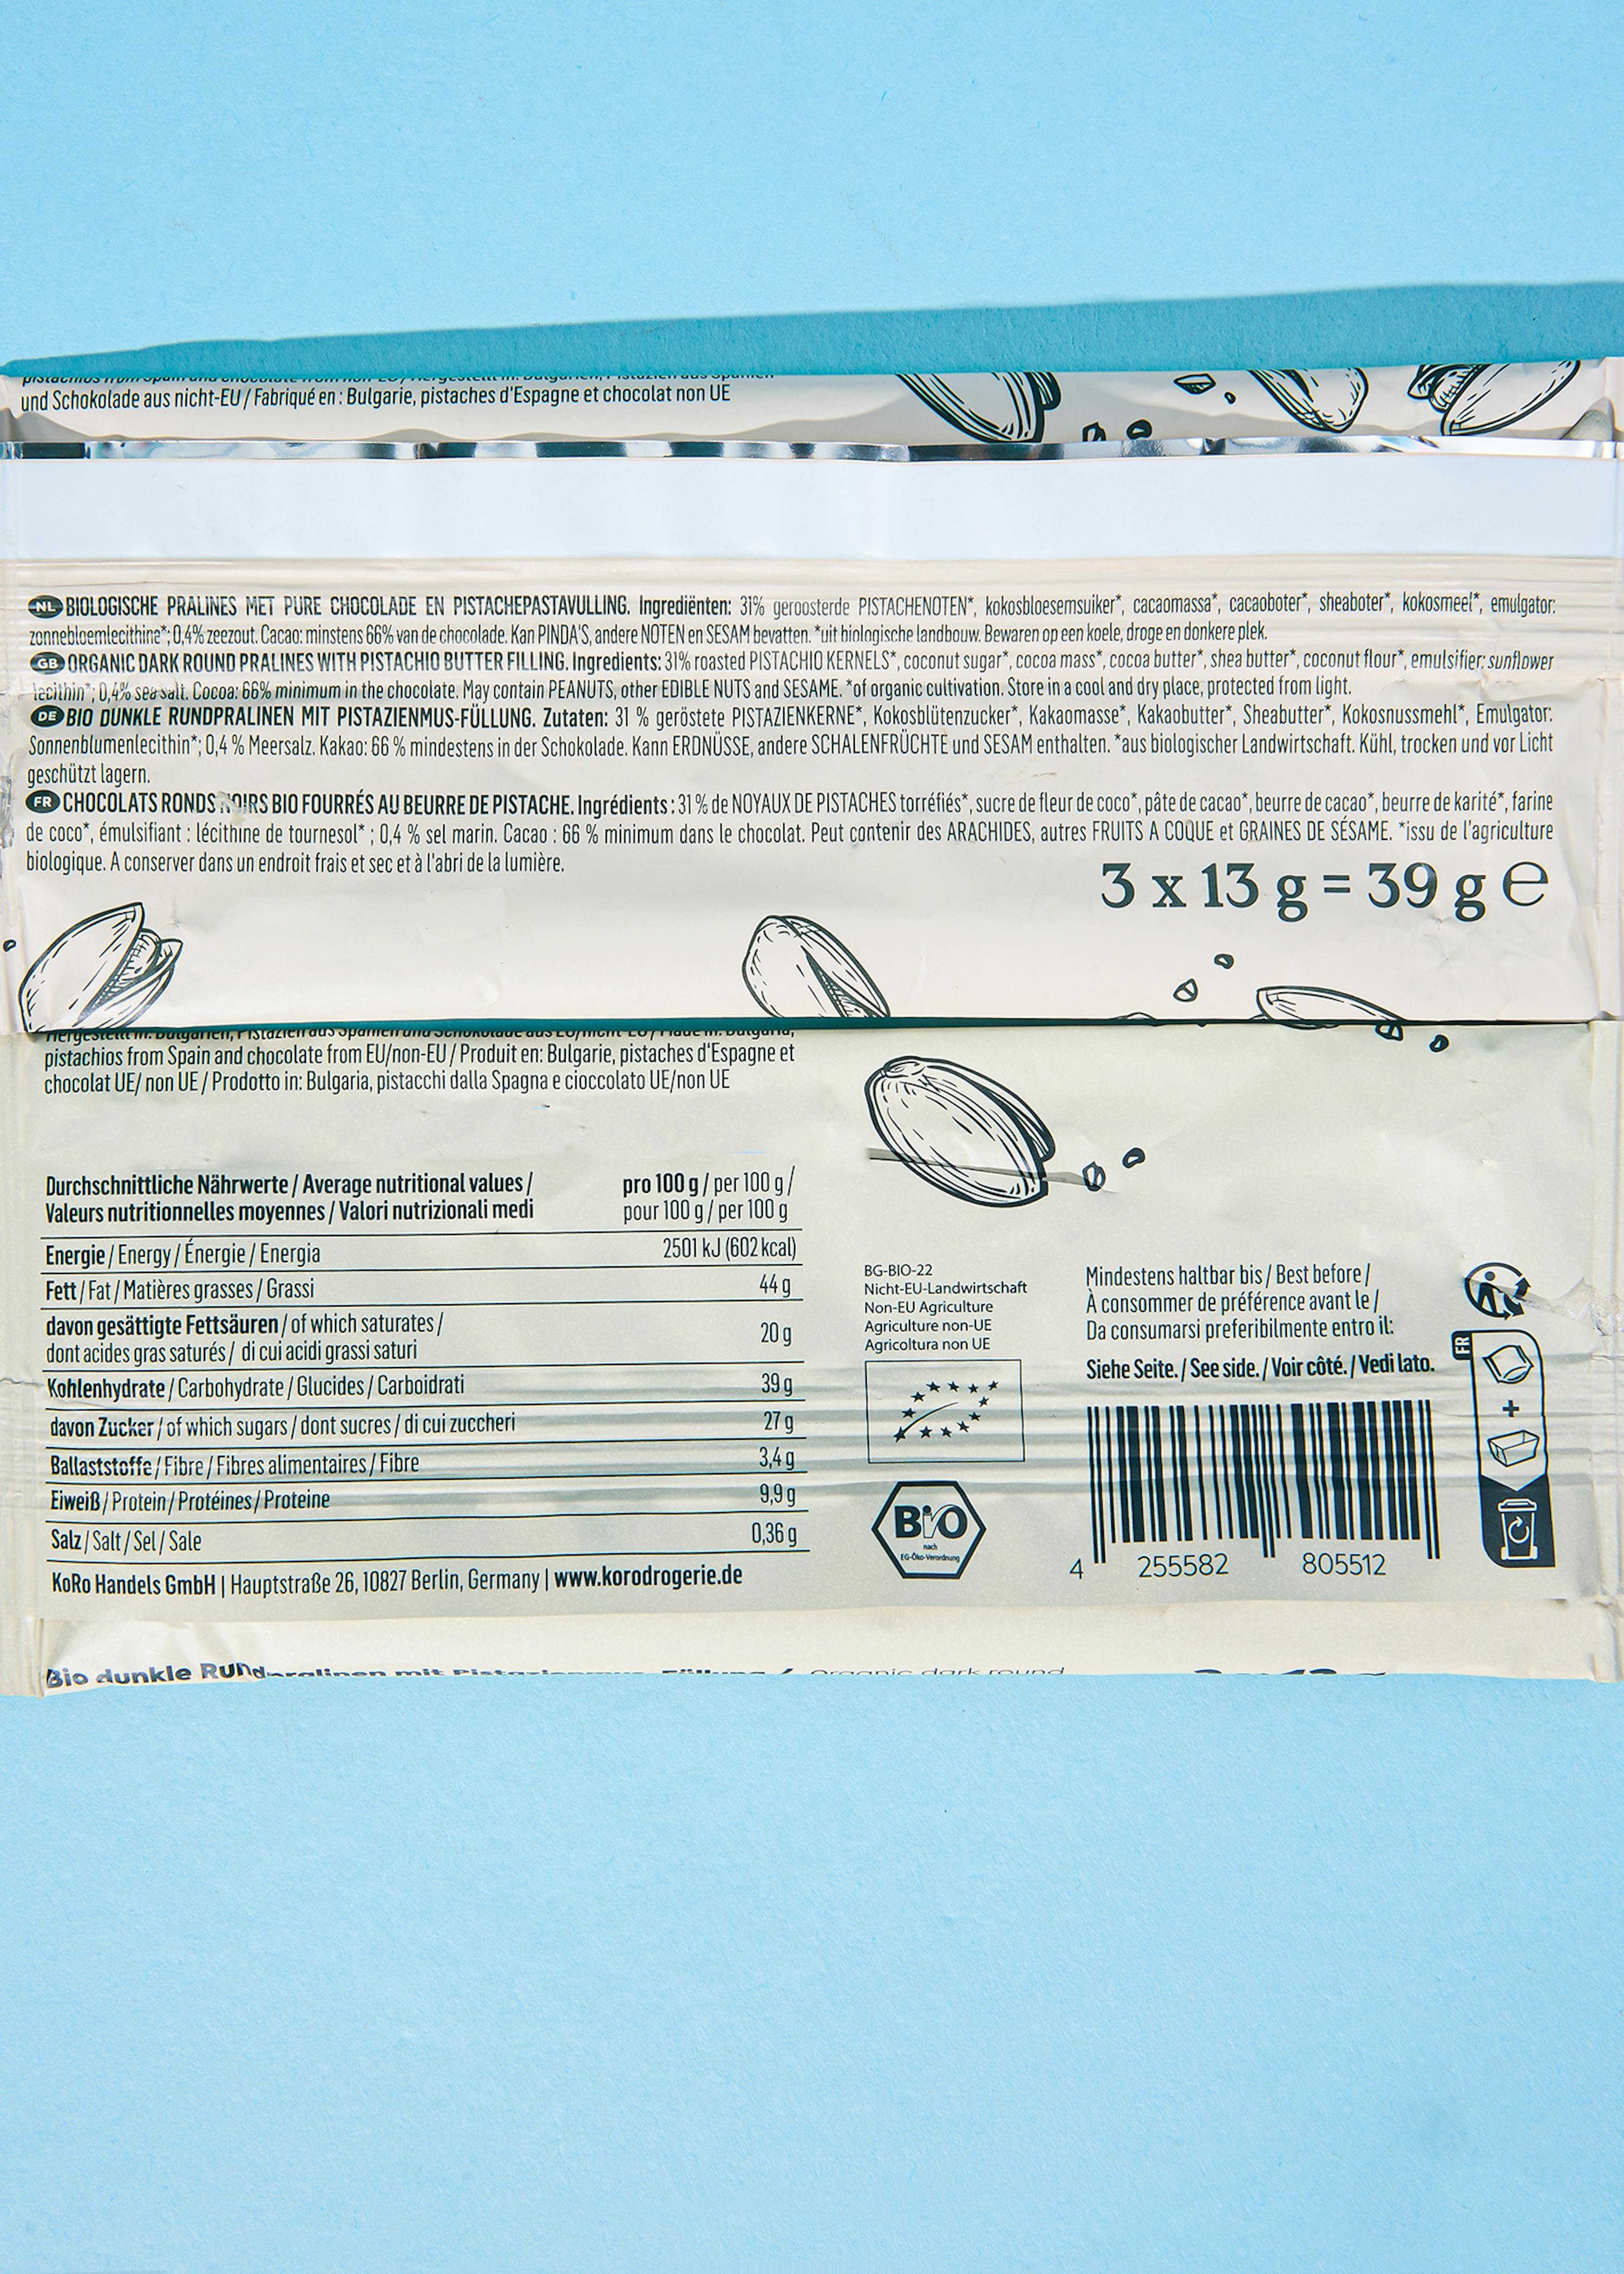 und Schokolade aus nicht-EU / Fabriqué en : Bulgarie, pistaches d'Espagne et chocolat non UE
NL BIOLOGISCHE PRALINES MET PURE CHOCOLADE EN PISTACHEPASTAVULLING. Ingrediënten: 31% geroosterde PISTACHENOTEN*, kokosbloesemsuiker*, cacaomassa*, cacaoboter*, sheaboter*, kokosmeel*, emulgator:
zonnebloemlecithine*; 0,4% zeezout. Cacao: minstens 66% van de chocolade. Kan PINDA'S, andere NOTEN en SESAM bevatten. *uit biologische landbouw. Bewaren op een koele, droge en donkere plek.
GB ORGANIC DARK ROUND PRALINES WITH PISTACHIO BUTTER FILLING. Ingredients: 31% roasted PISTACHIO KERNELS*, coconut sugar*, cocoa mass*, cocoa butter*, shea butter*, coconut flour*, emulsifier: sunflower
lecithin*; 0,4% sea salt. Cocoa: 66% minimum in the chocolate. May contain PEANUTS, other EDIBLE NUTS and SESAME. *of organic cultivation. Store in a cool and dry place, protected from light.
DE BIO DUNKLE RUNDPRALINEN MIT PISTAZIENMUS-FÜLLUNG. Zutaten: 31 % geröstete PISTAZIENKERNE*, Kokosblütenzucker*, Kakaomasse*, Kakaobutter*, Sheabutter*, Kokosnussmehl*, Emulgator:
Sonnenblumenlecithin*; 0,4 % Meersalz. Kakao: 66 % mindestens in der Schokolade. Kann ERDNÜSSE, andere SCHALENFRÜCHTE und SESAM enthalten. *aus biologischer Landwirtschaft. Kühl, trocken und vor Licht
geschützt lagern.
FR CHOCOLATS RONDS NOIRS BIO FOURRÉS AU BEURRE DE PISTACHE. Ingrédients : 31 % de NOYAUX DE PISTACHES torréfiés*, sucre de fleur de coco*, pâte de cacao*, beurre de cacao*, beurre de karité*, farine
de coco*, émulsifiant : lécithine de tournesol* ; 0,4 % sel marin. Cacao : 66 % minimum dans le chocolat. Peut contenir des ARACHIDES, autres FRUITS A COQUE et GRAINES DE SÉSAME. *issu de l'agriculture
biologique. A conserver dans un endroit frais et sec et à l'abri de la lumière.
3 x 13 g = 39 g e
pistachios from Spain and chocolate from EU/non-EU / Produit en: Bulgarie, pistaches d'Espagne et
chocolat UE/ non UE / Prodotto in: Bulgaria, pistacchi dalla Spagna e cioccolato UE/non UE
Durchschnittliche Nährwerte / Average nutritional values / pro 100 g / per 100 g /
Valeurs nutritionnelles moyennes / Valori nutrizionali medi pour 100 g / per 100 g
Energie / Energy / Énergie / Energia 2501 kJ (602 kcal)
Fett / Fat / Matières grasses / Grassi 44 g
davon gesättigte Fettsäuren / of which saturates /
dont acides gras saturés / di cui acidi grassi saturi 20 g
Kohlenhydrate / Carbohydrate / Glucides / Carboidrati 39 g
davon Zucker / of which sugars / dont sucres / di cui zuccheri 27 g
Ballaststoffe / Fibre / Fibres alimentaires / Fibre 3,4 g
Eiweiß / Protein / Protéines / Proteine 9,9 g
Salz / Salt / Sel / Sale 0,36 g
KoRo Handels GmbH | Hauptstraße 26, 10827 Berlin, Germany | www.korodrogerie.de
BG-BIO-22
Nicht-EU-Landwirtschaft
Non-EU Agriculture
Agriculture non-UE
Agricoltura non UE
BiO
nach
EG-Öko-Verordnung
Mindestens haltbar bis / Best before /
À consommer de préférence avant le /
Da consumarsi preferibilmente entro il:
Siehe Seite. / See side. / Voir côté. / Vedi lato.
4 255582 805512
FR
+
Bio dunkle Rundpralinen mit